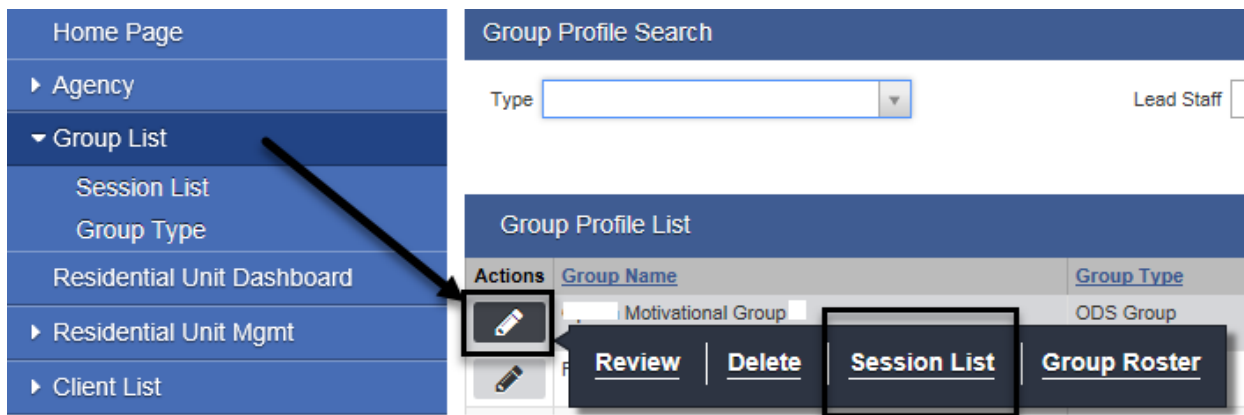 Home Page
Agency
Group List
Session List
Group Type
Residential Unit Dashboard
Residential Unit Mgmt
Client List
Group Profile Search
Type
Lead Staff
Group Profile List
Actions Group Name Group Type
Motivational Group ODS Group
Review Delete Session List Group Roster